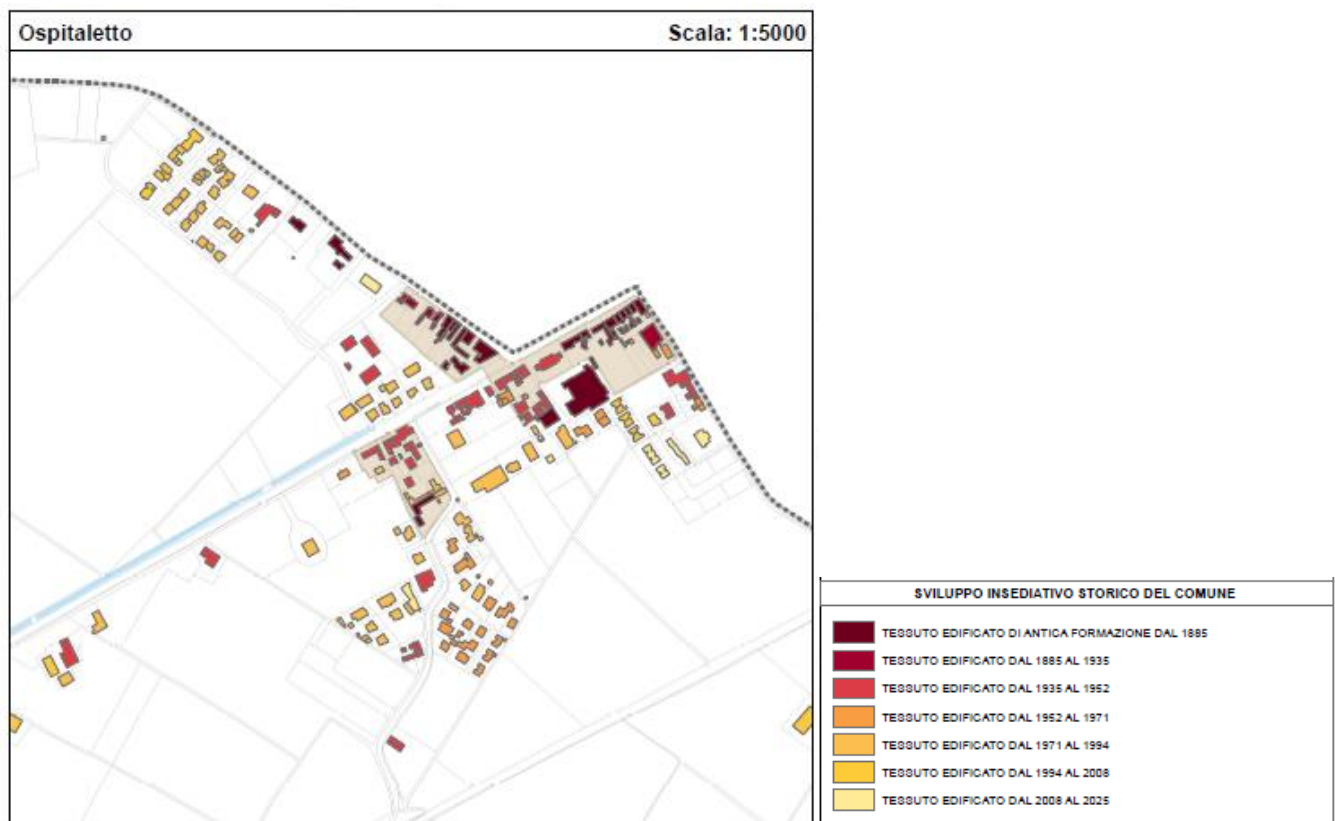 Ospitaletto
Scala: 1:5000
SVILUPPO INSEDIATIVO STORICO DEL COMUNE
TESSUTO EDIFICATO DI ANTICA FORMAZIONE DAL 1885
TESSUTO EDIFICATO DAL 1885 AL 1935
TESSUTO EDIFICATO DAL 1935 AL 1952
TESSUTO EDIFICATO DAL 1952 AL 1971
TESSUTO EDIFICATO DAL 1971 AL 1994
TESSUTO EDIFICATO DAL 1994 AL 2008
TESSUTO EDIFICATO DAL 2008 AL 2025